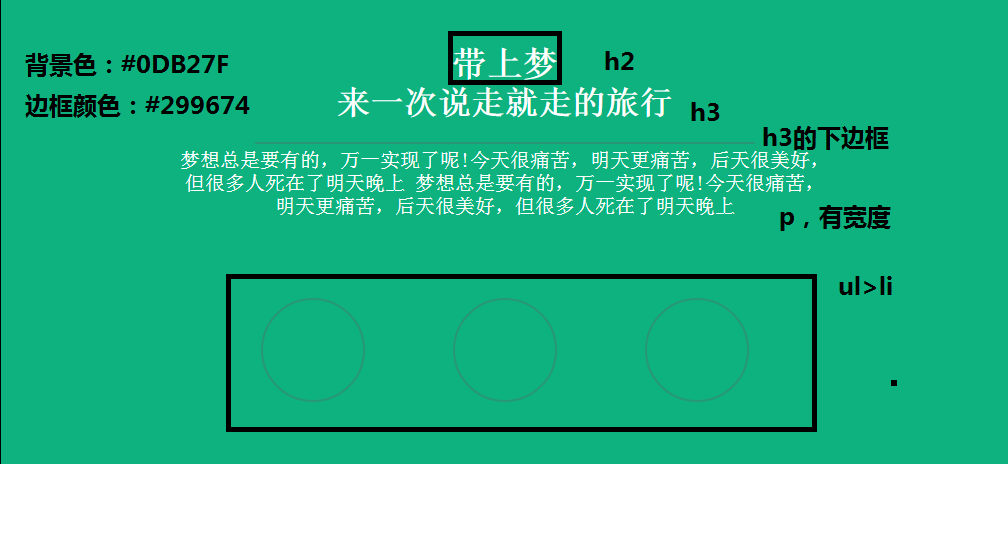 背景色：#0DB27F
带上梦
h2
边框颜色：#299674
来一次说走就走的旅行
h3
h3的下边框
梦想总是要有的，万一实现了呢!今天很痛苦，明天更痛苦，后天很美好，
但很多人死在了明天晚上 梦想总是要有的，万一实现了呢!今天很痛苦，
明天更痛苦，后天很美好，但很多人死在了明天晚上
p，有宽度
ul>li